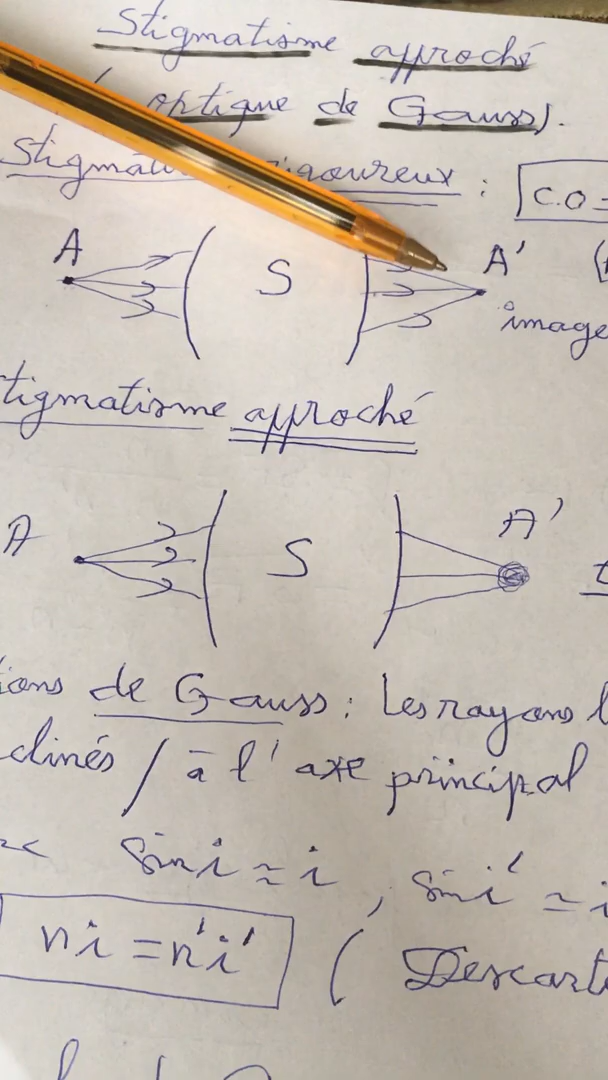 Stigmatisme approché
optique de Gauss).
rigoureux : C.O =
A S A'
image
tigmatisme approché
A S A'
ions de Gauss : Les rayons
clinés / à l'axe principal
sin i ≃ i , sin i' ≃ i
n i = n' i' ( Descart